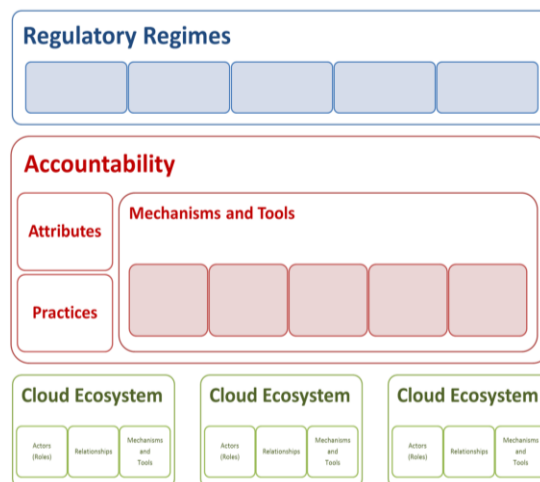 Regulatory Regimes
Accountability
Attributes
Mechanisms and Tools
Practices
Cloud Ecosystem
Actors
(Roles)
Relationships
Mechanisms
and
Tools
Cloud Ecosystem
Actors
(Roles)
Relationships
Mechanisms
and
Tools
Cloud Ecosystem
Actors
(Roles)
Relationships
Mechanisms
and
Tools